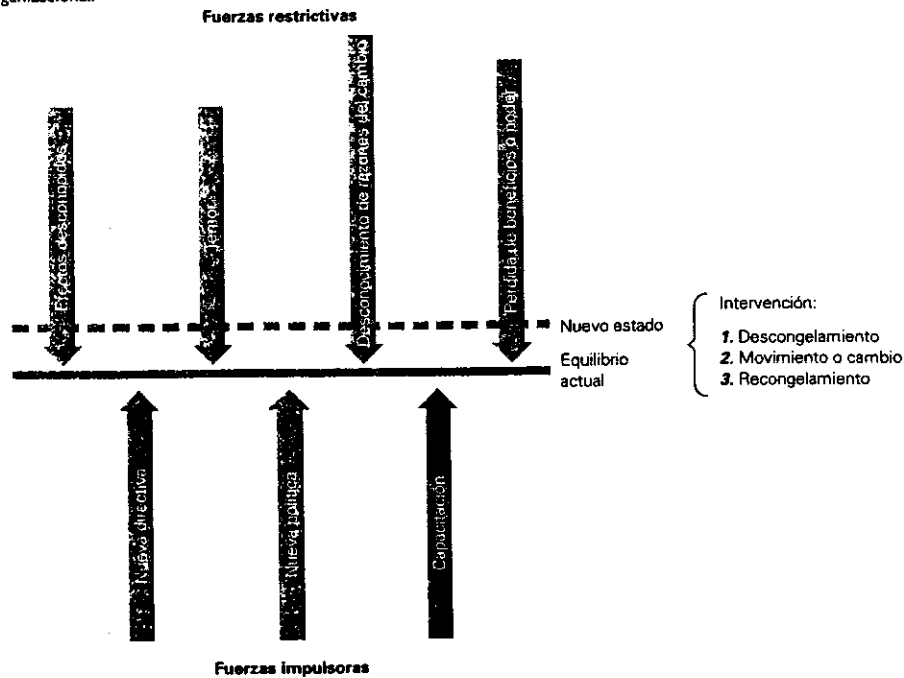 ganizacional.
Fuerzas restrictivas
Efectos desconocidos
Temor
Desconocimiento de razones del cambio
Pérdida de beneficios o poder
Nuevo estado
Equilibrio
actual
Intervención:
1. Descongelamiento
2. Movimiento o cambio
3. Recongelamiento
Nueva directiva
Nueva política
Capacitación
Fuerzas impulsoras